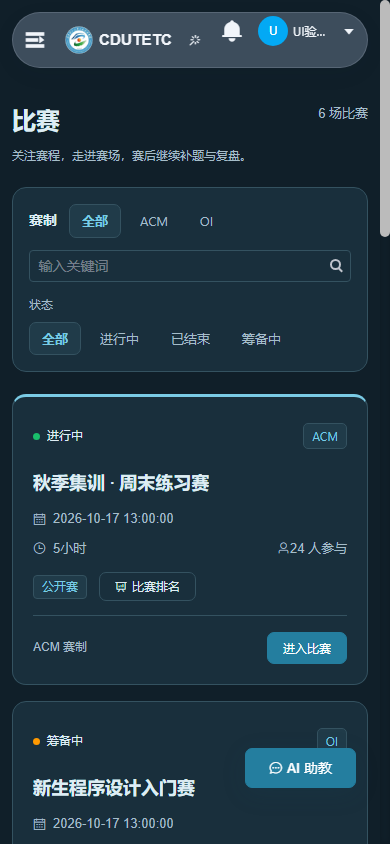 CDUTETC
U
UI验...
比赛
6 场比赛
关注赛程，走进赛场，赛后继续补题与复盘。
赛制
全部
ACM
OI
输入关键词
状态
全部
进行中
已结束
筹备中
进行中
ACM
秋季集训 · 周末练习赛
2026-10-17 13:00:00
5小时
24 人参与
公开赛
比赛排名
ACM 赛制
进入比赛
筹备中
OI
AI 助教
新生程序设计入门赛
2026-10-17 13:00:00